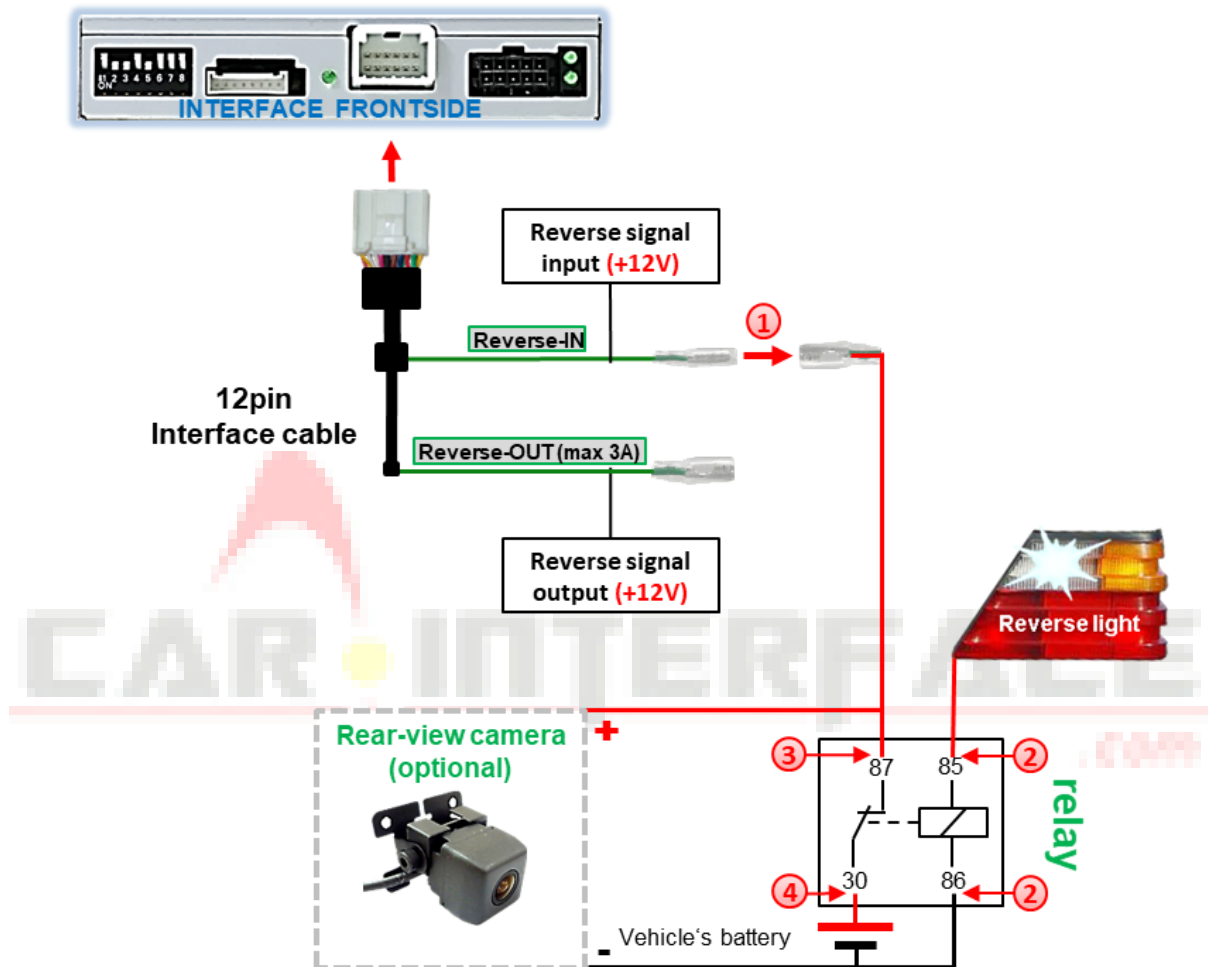 1 2 3 4 5 6 7 8
ON
INTERFACE FRONTSIDE
Reverse signal
input (+12V)
1
Reverse-IN
12pin
Interface cable
Reverse-OUT (max 3A)
Reverse signal
output (+12V)
Reverse light
CAR INTERFACE
.com
Rear-view camera
(optional)
+
3
87
85
2
relay
4
30
86
2
-
Vehicle's battery